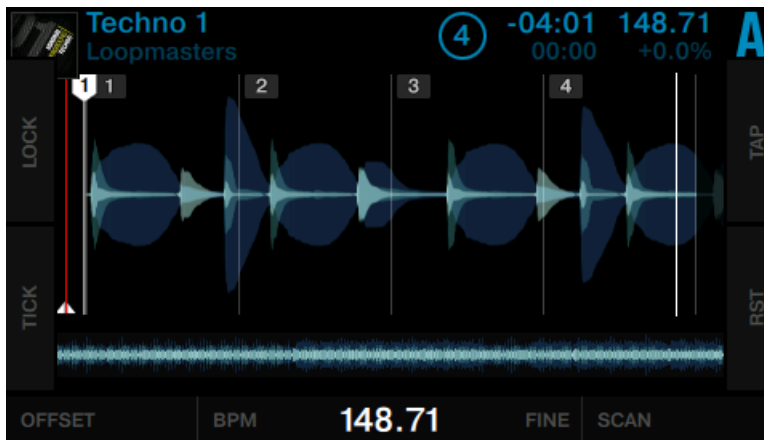 Techno 1
Loopmasters
4
-04:01
00:00
148.71
+0.0%
A
1
1
2
3
4
LOCK
TICK
TAP
RST
OFFSET
BPM
148.71
FINE
SCAN